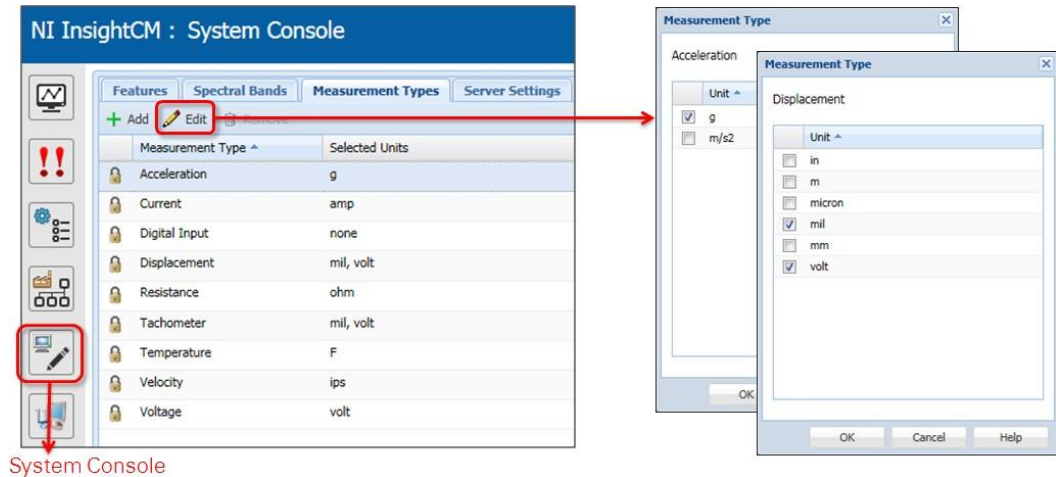 NI InsightCM : System Console
Features Spectral Bands Measurement Types Server Settings
Add Edit Remove
Measurement Type Selected Units
Acceleration g
Current amp
Digital Input none
Displacement mil, volt
Resistance ohm
Tachometer mil, volt
Temperature F
Velocity ips
Voltage volt
System Console
Measurement Type
Acceleration
Unit
g
m/s2
OK
Measurement Type
Displacement
Unit
in
m
micron
mil
mm
volt
OK Cancel Help